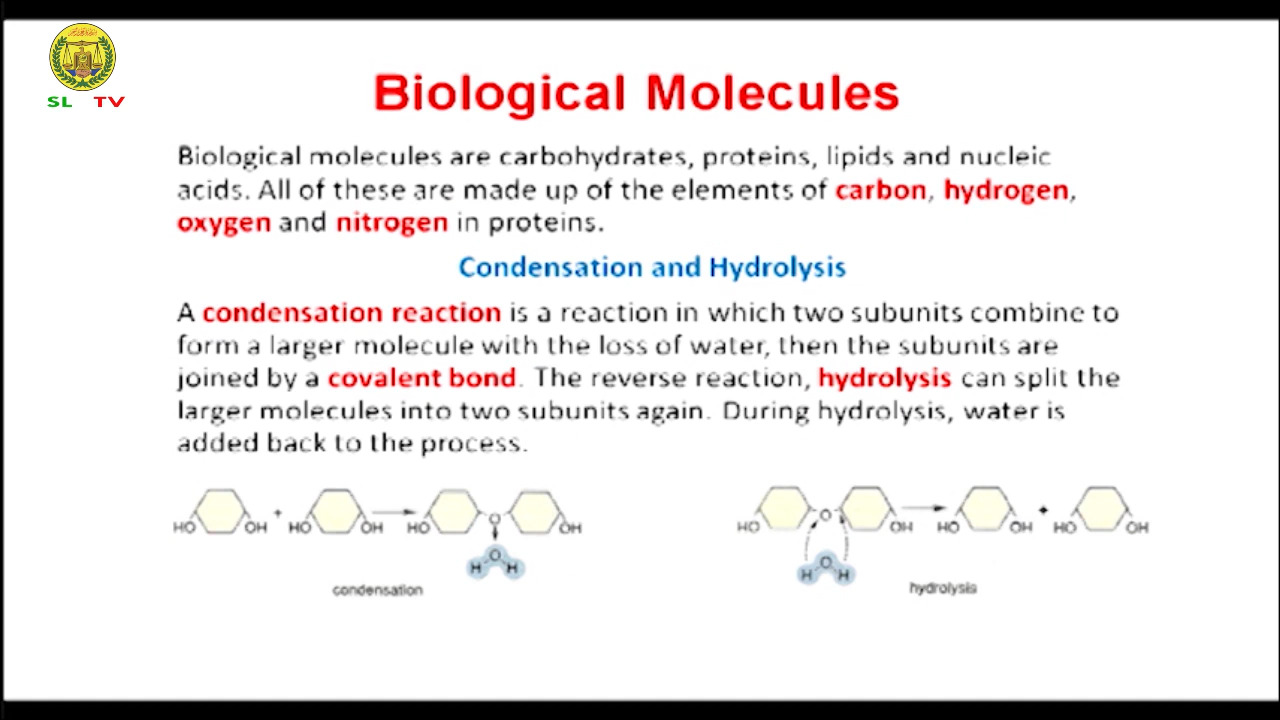 SL TV
Biological Molecules
Biological molecules are carbohydrates, proteins, lipids and nucleic
acids. All of these are made up of the elements of carbon, hydrogen,
oxygen and nitrogen in proteins.
Condensation and Hydrolysis
A condensation reaction is a reaction in which two subunits combine to
form a larger molecule with the loss of water, then the subunits are
joined by a covalent bond. The reverse reaction, hydrolysis can split the
larger molecules into two subunits again. During hydrolysis, water is
added back to the process.
HO OH + HO OH HO O OH
H O H
condensation
HO O OH HO OH + HO OH
H O H
hydrolysis